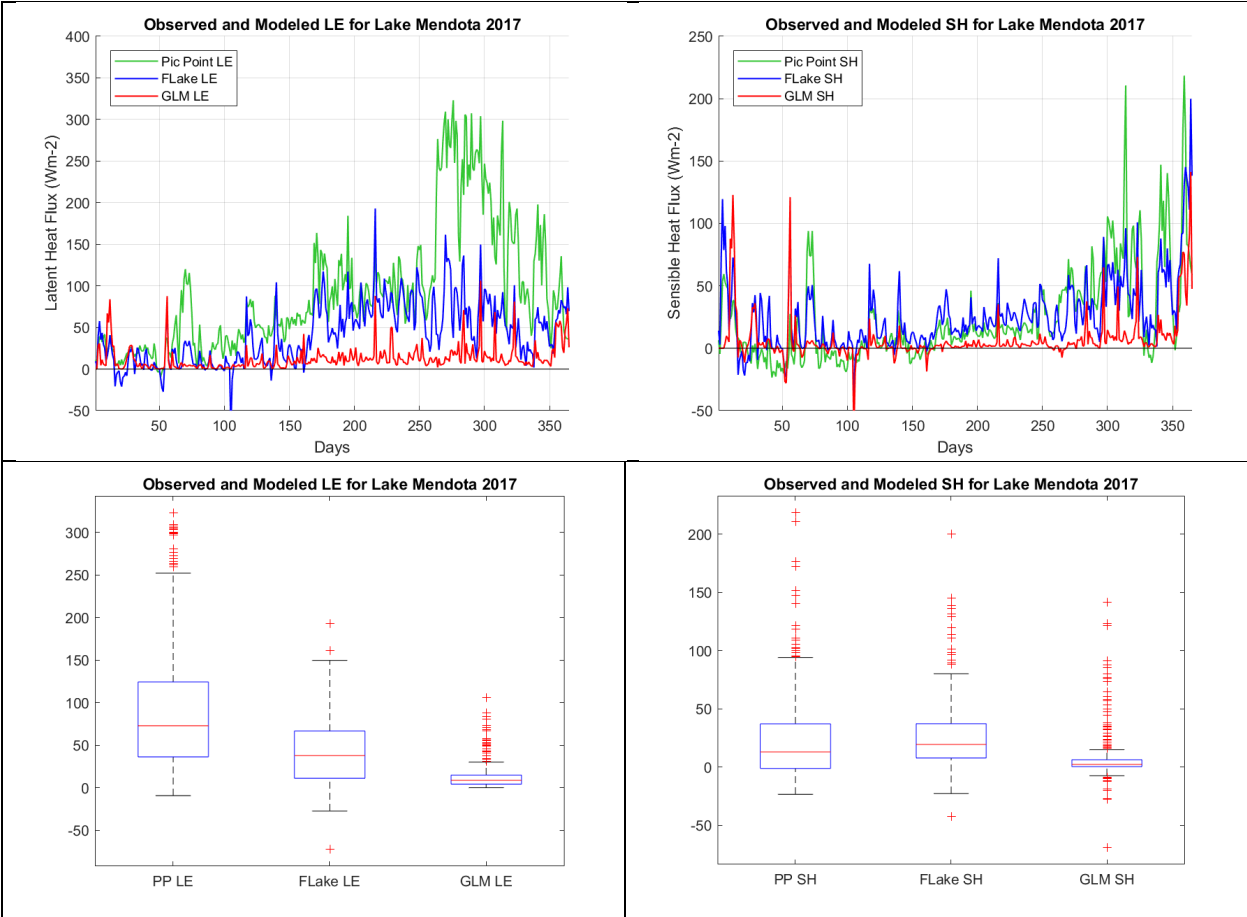 Observed and Modeled LE for Lake Mendota 2017
400
350
300
250
200
150
100
50
0
-50
Latent Heat Flux (Wm-2)
Pic Point LE
FLake LE
GLM LE
50 100 150 200 250 300 350
Days
Observed and Modeled SH for Lake Mendota 2017
250
200
150
100
50
0
-50
Sensible Heat Flux (Wm-2)
Pic Point SH
FLake SH
GLM SH
50 100 150 200 250 300 350
Days
Observed and Modeled LE for Lake Mendota 2017
300
250
200
150
100
50
0
-50
PP LE FLake LE GLM LE
Observed and Modeled SH for Lake Mendota 2017
200
150
100
50
0
-50
PP SH FLake SH GLM SH